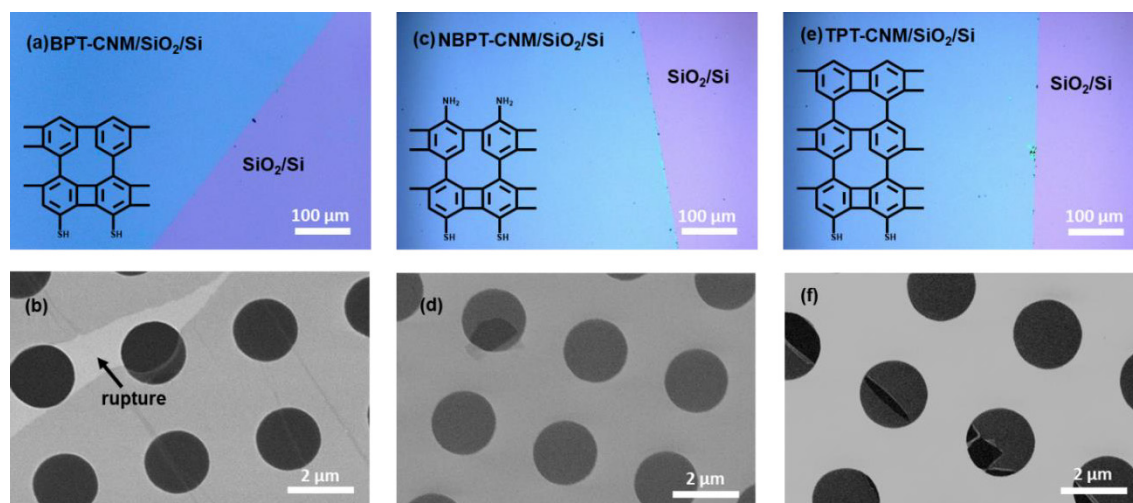 (a) BPT-CNM/SiO₂/Si
SiO₂/Si
SH SH
100 µm
(c) NBPT-CNM/SiO₂/Si
SiO₂/Si
NH₂ NH₂
SH SH
100 µm
(e) TPT-CNM/SiO₂/Si
SiO₂/Si
SH SH
100 µm
(b)
rupture
2 µm
(d)
2 µm
(f)
2 µm